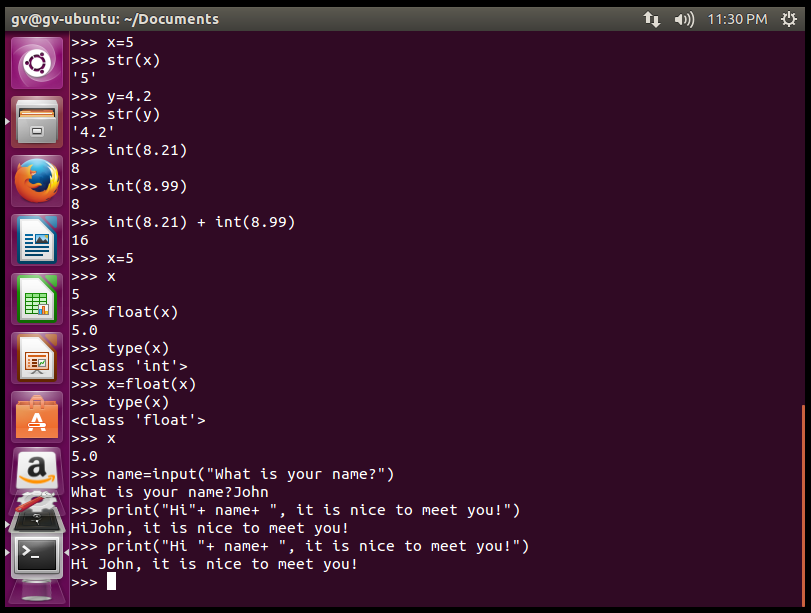 gv@gv-ubuntu: ~/Documents
11:30 PM
>>> x=5
>>> str(x)
'5'
>>> y=4.2
>>> str(y)
'4.2'
>>> int(8.21)
8
>>> int(8.99)
8
>>> int(8.21) + int(8.99)
16
>>> x=5
>>> x
5
>>> float(x)
5.0
>>> type(x)
<class 'int'>
>>> x=float(x)
>>> type(x)
<class 'float'>
>>> x
5.0
>>> name=input("What is your name?")
What is your name?John
>>> print("Hi"+ name+ ", it is nice to meet you!")
HiJohn, it is nice to meet you!
>>> print("Hi "+ name+ ", it is nice to meet you!")
Hi John, it is nice to meet you!
>>>